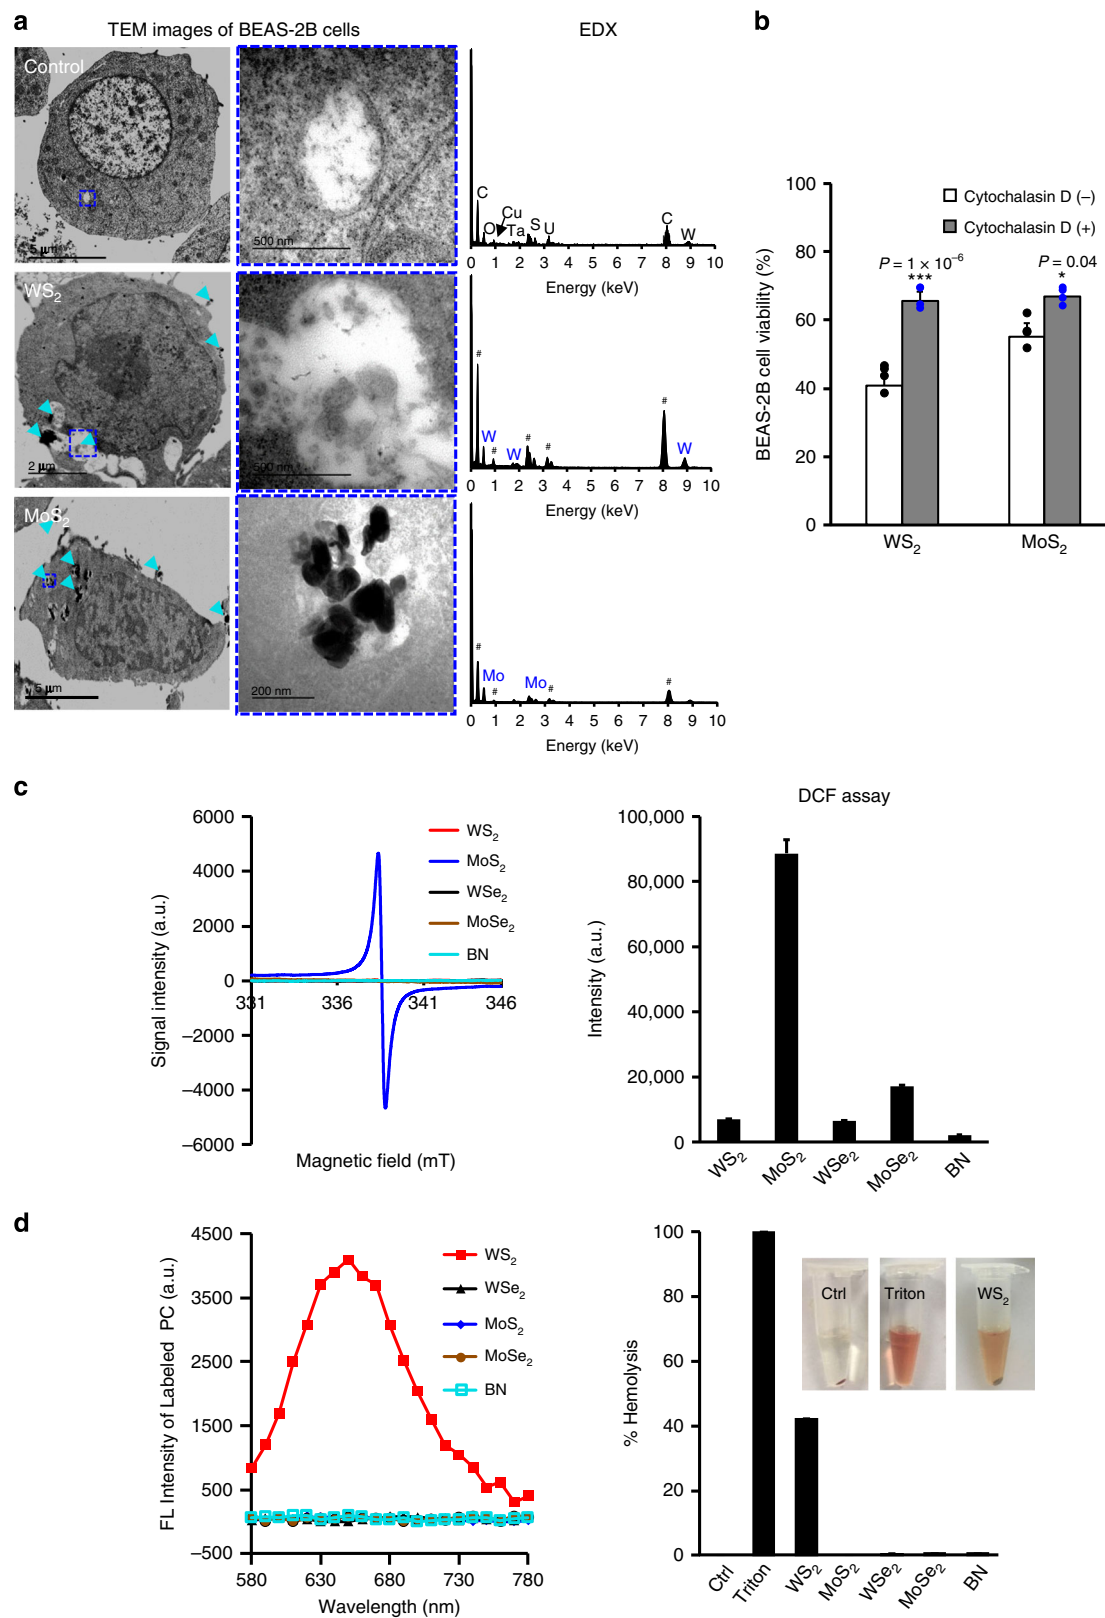 a
TEM images of BEAS-2B cells
EDX
Control
5 μm
500 nm
C
O
Cu
Ta
S
U
C
W
0 1 2 3 4 5 6 7 8 9 10
Energy (keV)
WS2
2 μm
500 nm
#
W
#
W
#
#
#
W
0 1 2 3 4 5 6 7 8 9 10
Energy (keV)
MoS2
5 μm
200 nm
#
Mo
#
Mo
#
#
0 1 2 3 4 5 6 7 8 9 10
Energy (keV)
b
BEAS-2B cell viability (%)
100
80
60
40
20
0
Cytochalasin D (–)
Cytochalasin D (+)
P = 1 × 10–6
***
P = 0.04
*
WS2
MoS2
c
Signal intensity (a.u.)
6000
4000
2000
0
–2000
–4000
–6000
331 336 341 346
Magnetic field (mT)
WS2
MoS2
WSe2
MoSe2
BN
DCF assay
Intensity (a.u.)
100,000
80,000
60,000
40,000
20,000
0
WS2
MoS2
WSe2
MoSe2
BN
d
FL Intensity of Labeled PC (a.u.)
4500
3500
2500
1500
500
–500
580 630 680 730 780
Wavelength (nm)
WS2
WSe2
MoS2
MoSe2
BN
% Hemolysis
100
80
60
40
20
0
Ctrl
Triton
WS2
Ctrl
Triton
WS2
MoS2
WSe2
MoSe2
BN